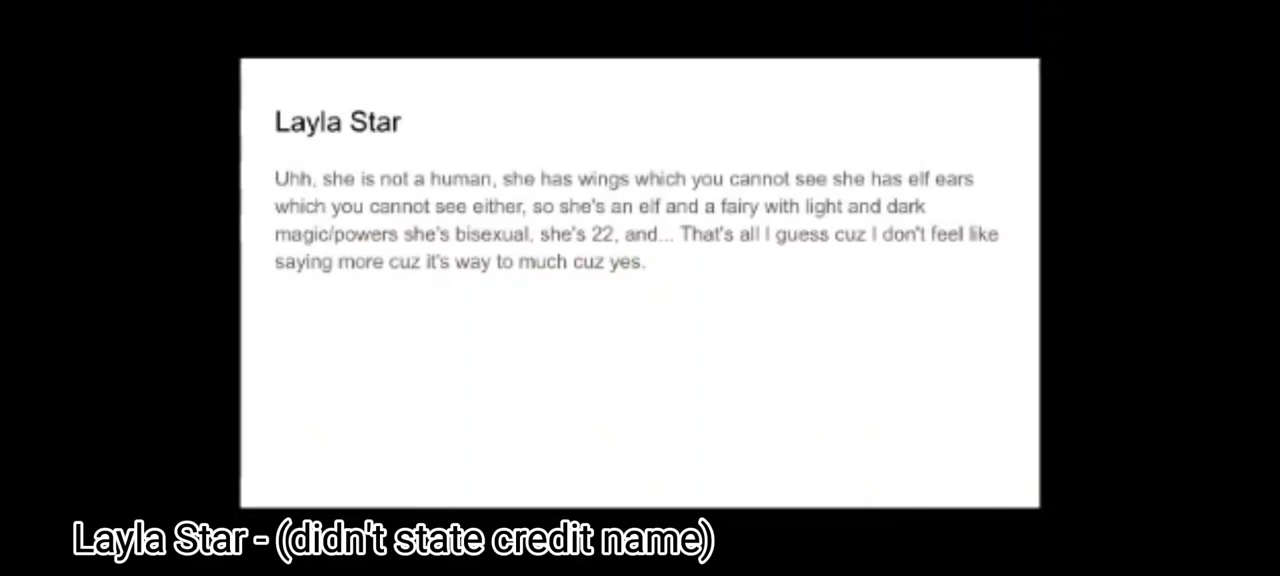 Layla Star
Uhh, she is not a human, she has wings which you cannot see she has elf ears
which you cannot see either, so she's an elf and a fairy with light and dark
magic/powers she's bisexual, she's 22, and... That's all I guess cuz I don't feel like
saying more cuz it's way to much cuz yes.
Layla Star - (didn't state credit name)